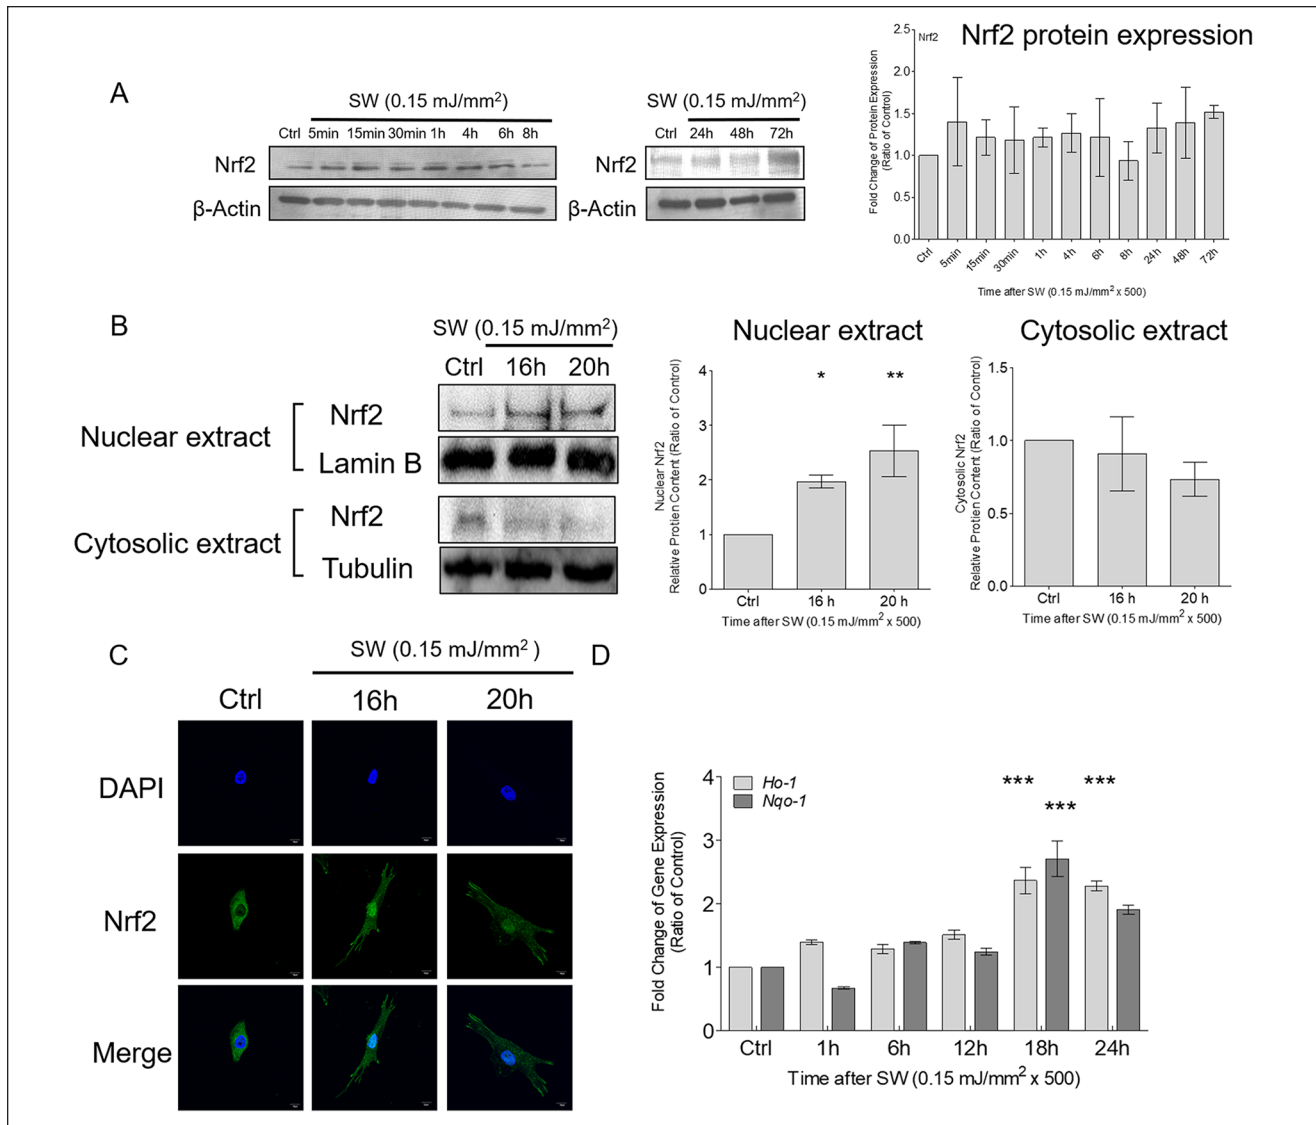 A
SW (0.15 mJ/mm²)
Ctrl 5min 15min 30min 1h 4h 6h 8h
Nrf2
β-Actin
SW (0.15 mJ/mm²)
Ctrl 24h 48h 72h
Nrf2
β-Actin
Nrf2 protein expression
Nrf2
Fold Change of Protein Expression
(Ratio of Control)
2.5
2.0
1.5
1.0
0.5
0.0
Ctrl 5min 15min 30min 1h 4h 6h 8h 24h 48h 72h
Time after SW (0.15 mJ/mm² x 500)
B
SW (0.15 mJ/mm²)
Ctrl 16h 20h
Nuclear extract
Nrf2
Lamin B
Cytosolic extract
Nrf2
Tubulin
Nuclear extract
Nuclear Nrf2
Relative Protien Content (Ratio of Control)
4
3
2
1
0
* **
Ctrl 16 h 20 h
Time after SW (0.15 mJ/mm² x 500)
Cytosolic extract
Cytosolic Nrf2
Relative Protien Content (Ratio of Control)
1.5
1.0
0.5
0.0
Ctrl 16 h 20 h
Time after SW (0.15 mJ/mm² x 500)
C
SW (0.15 mJ/mm² )
Ctrl 16h 20h
DAPI
Nrf2
Merge
D
Fold Change of Gene Expression
(Ratio of Control)
4
3
2
1
0
Ho-1
Nqo-1
*** ***
***
Ctrl 1h 6h 12h 18h 24h
Time after SW (0.15 mJ/mm² x 500)